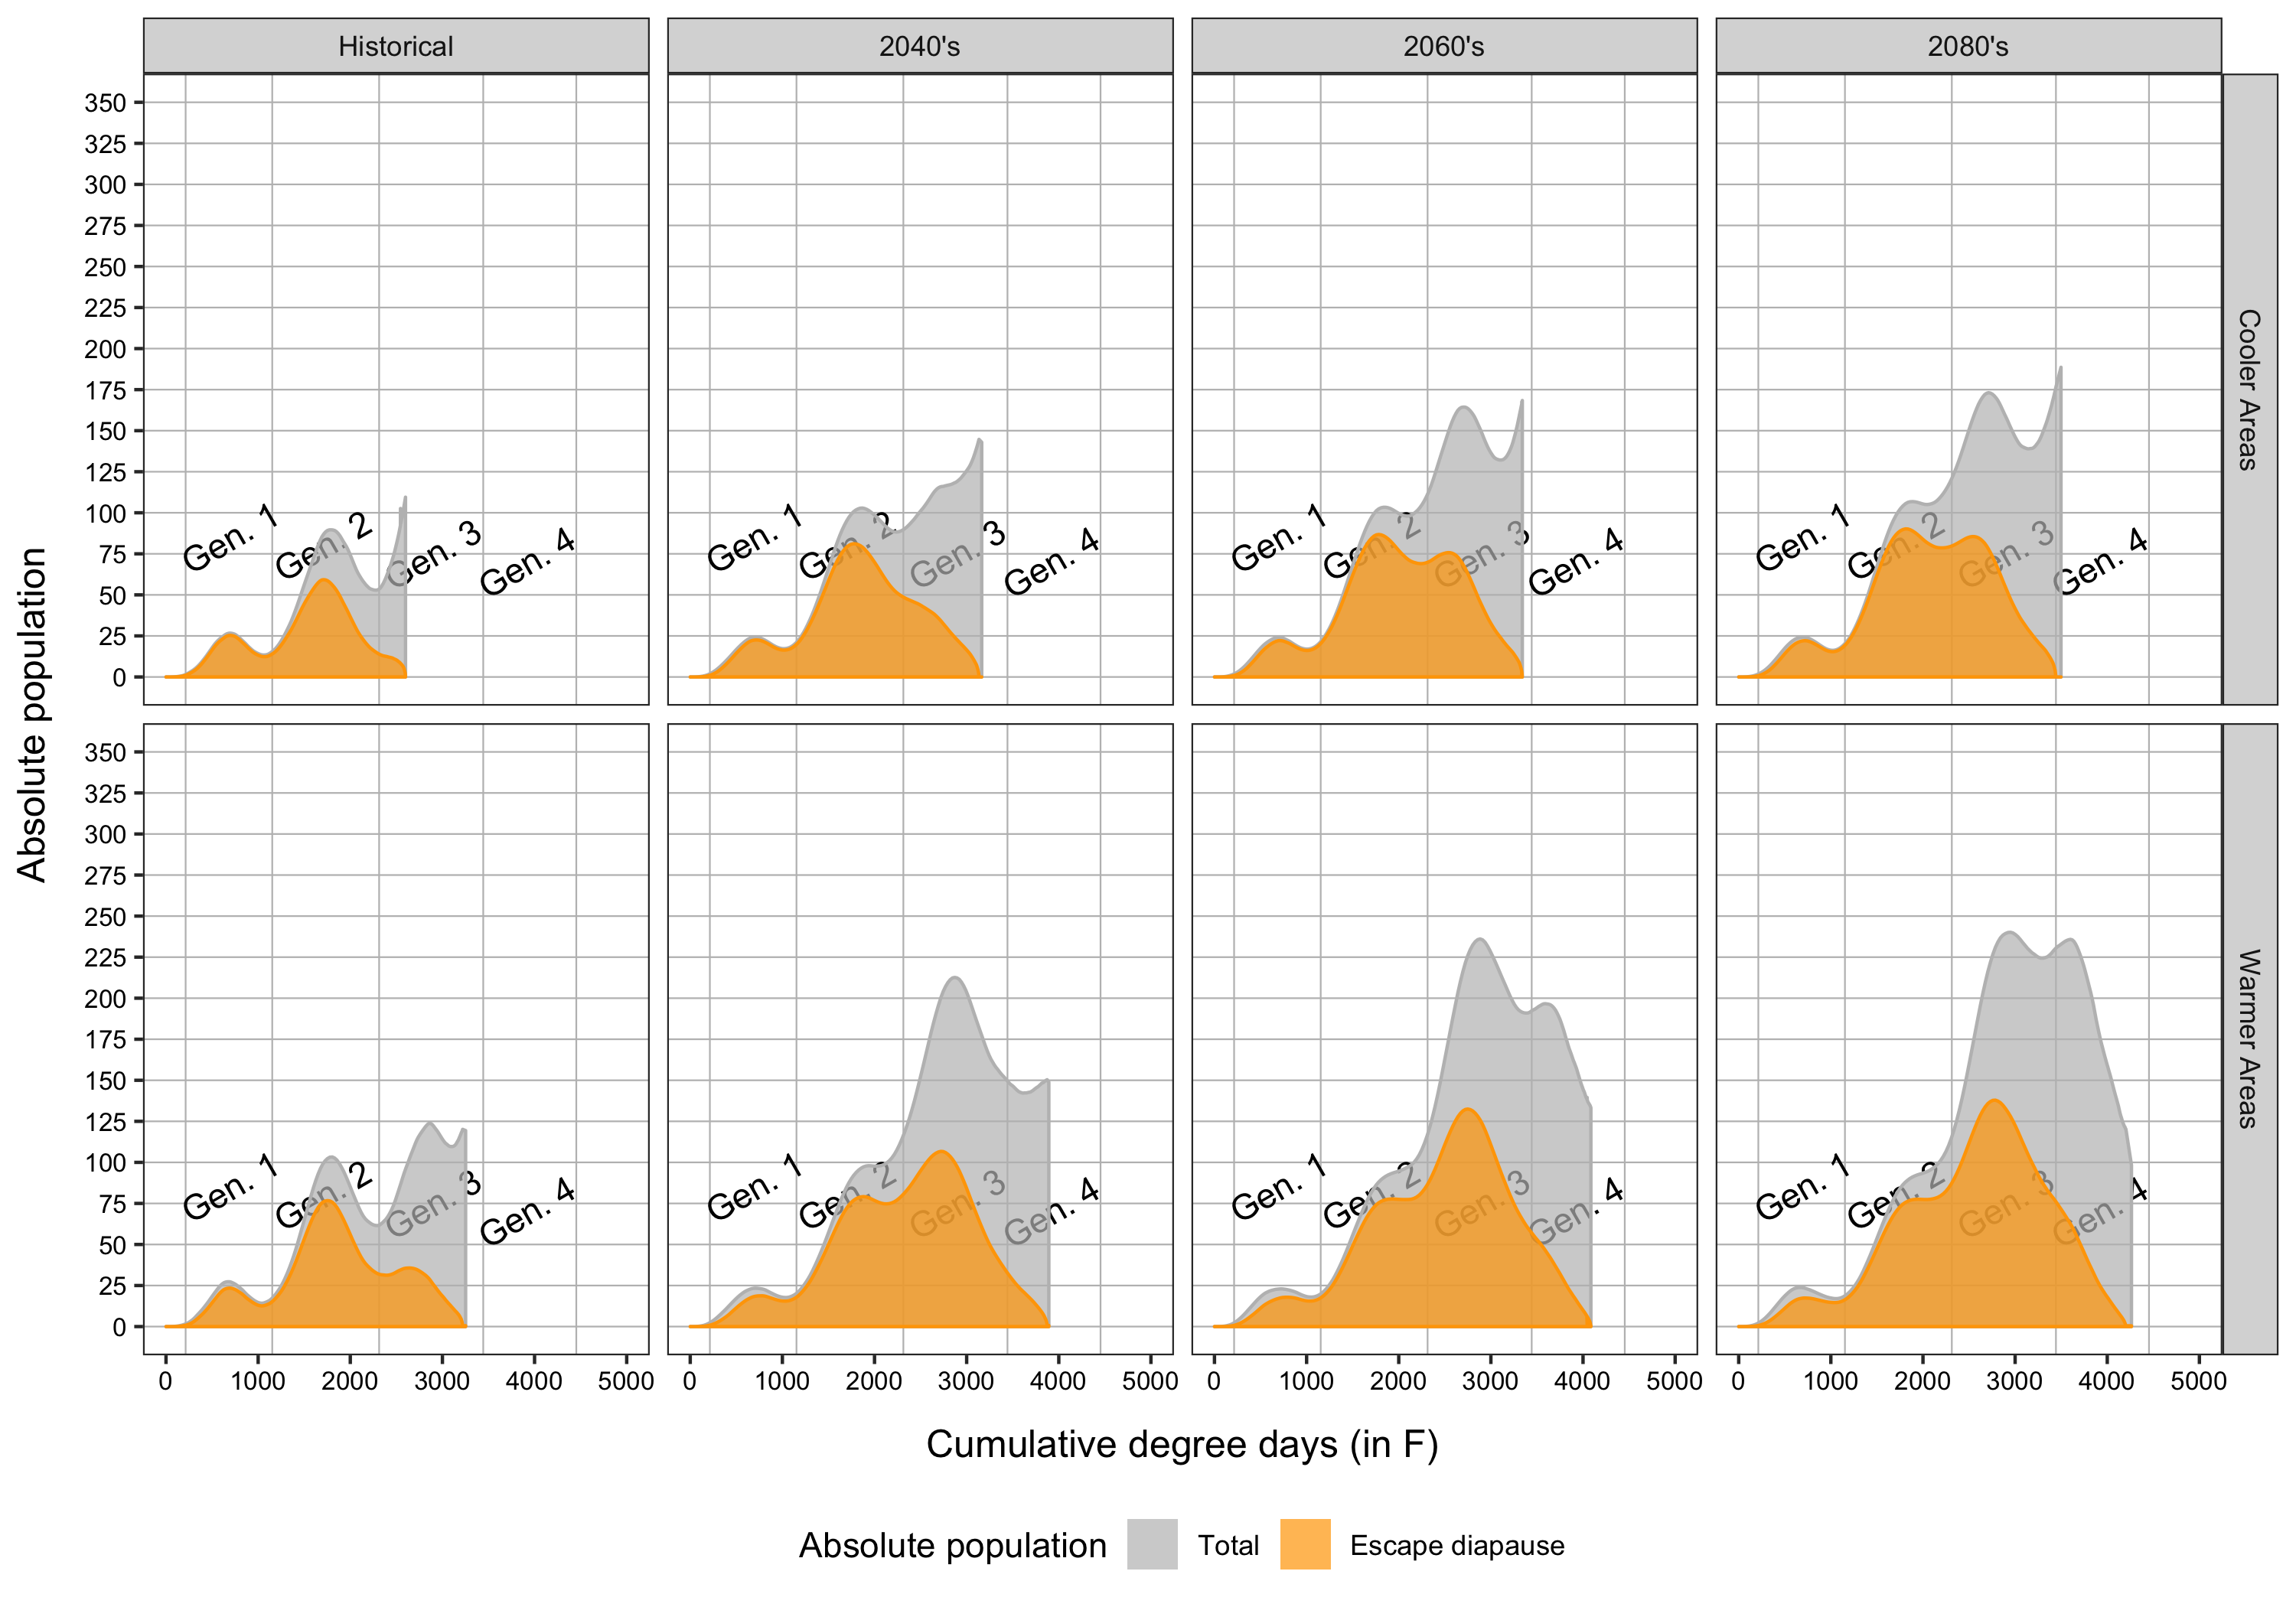 Historical 2040's 2060's 2080's
Absolute population
350
325
300
275
250
225
200
175
150
125
100
75
50
25
0
Gen. 1 Gen. 2 Gen. 3 Gen. 4
Gen. 1 Gen. 2 Gen. 3 Gen. 4
Gen. 1 Gen. 2 Gen. 3 Gen. 4
Gen. 1 Gen. 2 Gen. 3 Gen. 4
Cooler Areas
350
325
300
275
250
225
200
175
150
125
100
75
50
25
0
Gen. 1 Gen. 2 Gen. 3 Gen. 4
Gen. 1 Gen. 2 Gen. 3 Gen. 4
Gen. 1 Gen. 2 Gen. 3 Gen. 4
Gen. 1 Gen. 2 Gen. 3 Gen. 4
Warmer Areas
0 1000 2000 3000 4000 5000 0 1000 2000 3000 4000 5000 0 1000 2000 3000 4000 5000 0 1000 2000 3000 4000 5000
Cumulative degree days (in F)
Absolute population Total Escape diapause